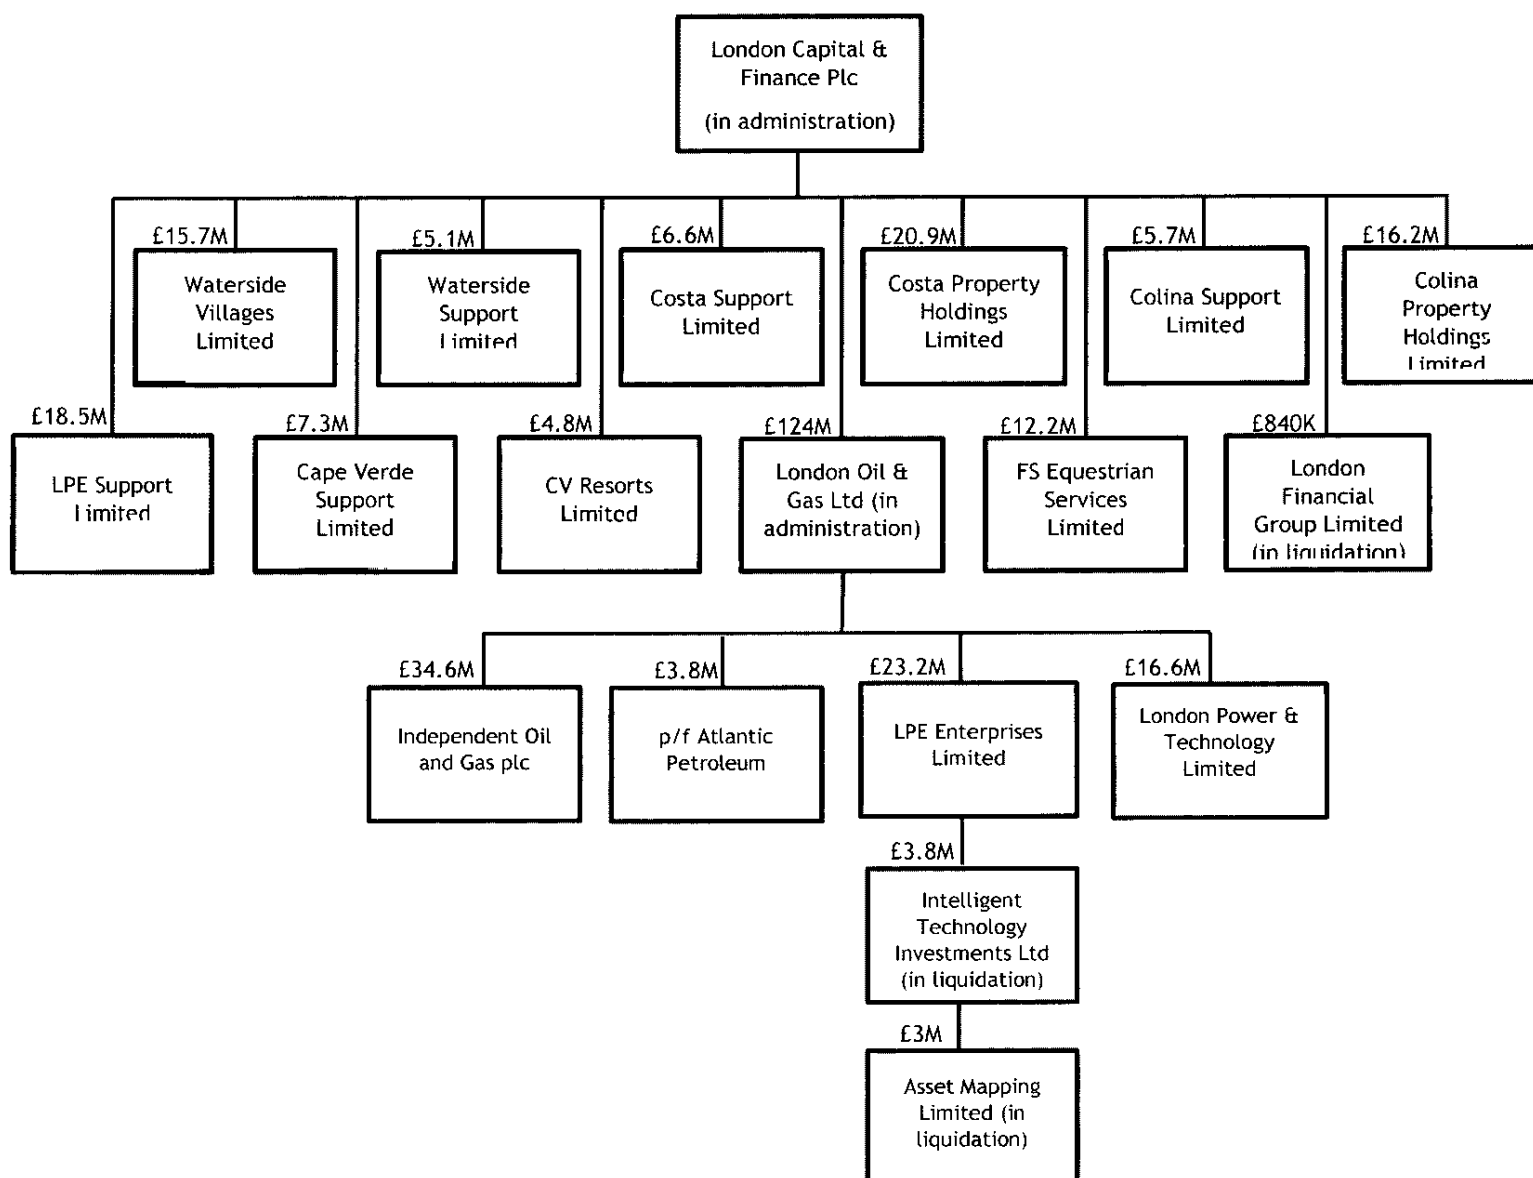 London Capital &
Finance Plc
(in administration)
£15.7M
Waterside
Villages
Limited
£5.1M
Waterside
Support
Limited
£6.6M
Costa Support
Limited
£20.9M
Costa Property
Holdings
Limited
£5.7M
Colina Support
Limited
£16.2M
Colina
Property
Holdings
Limited
£18.5M
LPE Support
Limited
£7.3M
Cape Verde
Support
Limited
£4.8M
CV Resorts
Limited
£124M
London Oil &
Gas Ltd (in
administration)
£12.2M
FS Equestrian
Services
Limited
£840K
London
Financial
Group Limited
(in liquidation)
£34.6M
Independent Oil
and Gas plc
£3.8M
p/f Atlantic
Petroleum
£23.2M
LPE Enterprises
Limited
£16.6M
London Power &
Technology
Limited
£3.8M
Intelligent
Technology
Investments Ltd
(in liquidation)
£3M
Asset Mapping
Limited (in
liquidation)